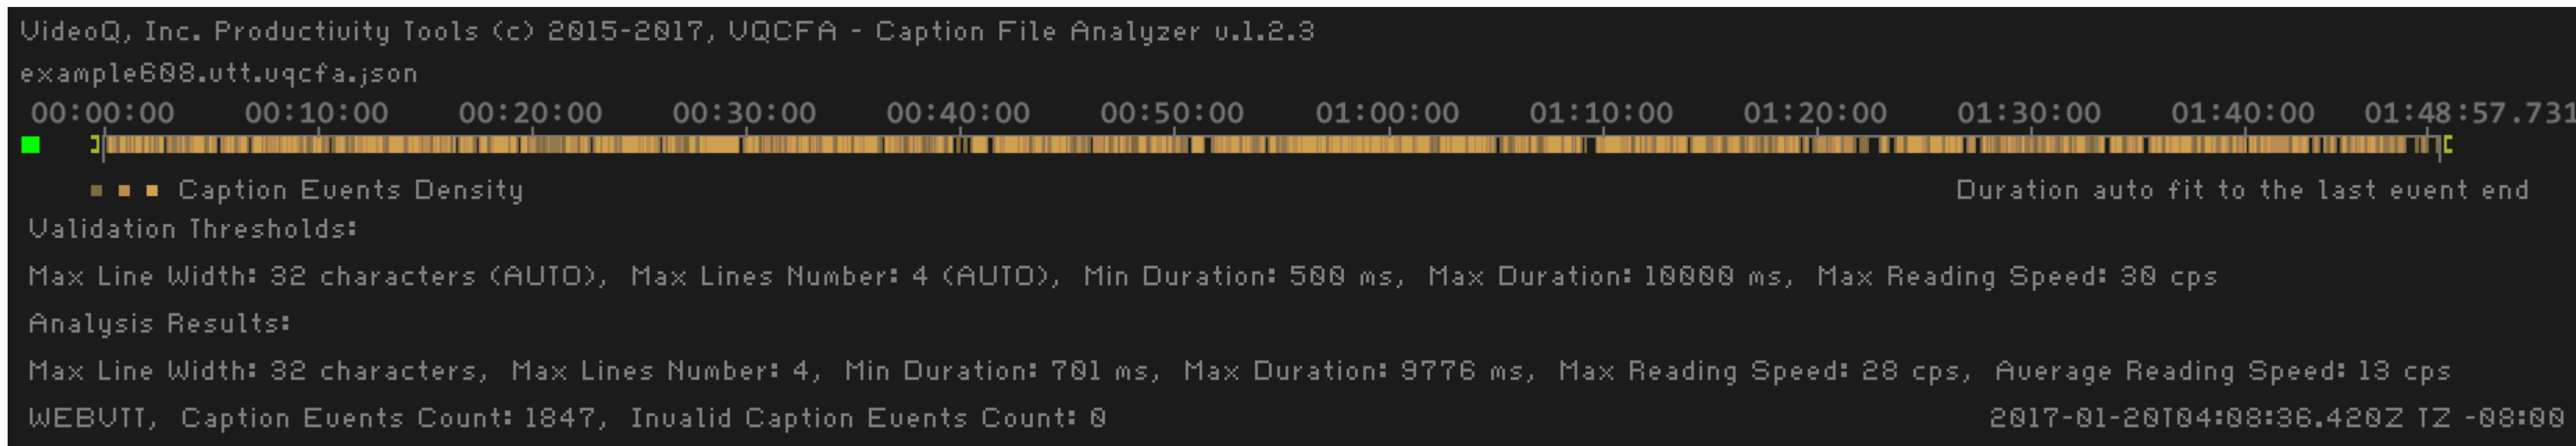 VideoQ, Inc. Productivity Tools (c) 2015-2017, VQCFA - Caption File Analyzer v.1.2.3
example608.vtt.vqcfa.json
00:00:00 00:10:00 00:20:00 00:30:00 00:40:00 00:50:00 01:00:00 01:10:00 01:20:00 01:30:00 01:40:00 01:48:57.731
Caption Events Density Duration auto fit to the last event end
Validation Thresholds:
Max Line Width: 32 characters (AUTO), Max Lines Number: 4 (AUTO), Min Duration: 500 ms, Max Duration: 10000 ms, Max Reading Speed: 30 cps
Analysis Results:
Max Line Width: 32 characters, Max Lines Number: 4, Min Duration: 701 ms, Max Duration: 9776 ms, Max Reading Speed: 28 cps, Average Reading Speed: 13 cps
WEBVTT, Caption Events Count: 1847, Invalid Caption Events Count: 0 2017-01-20T04:08:36.420Z TZ -08:00